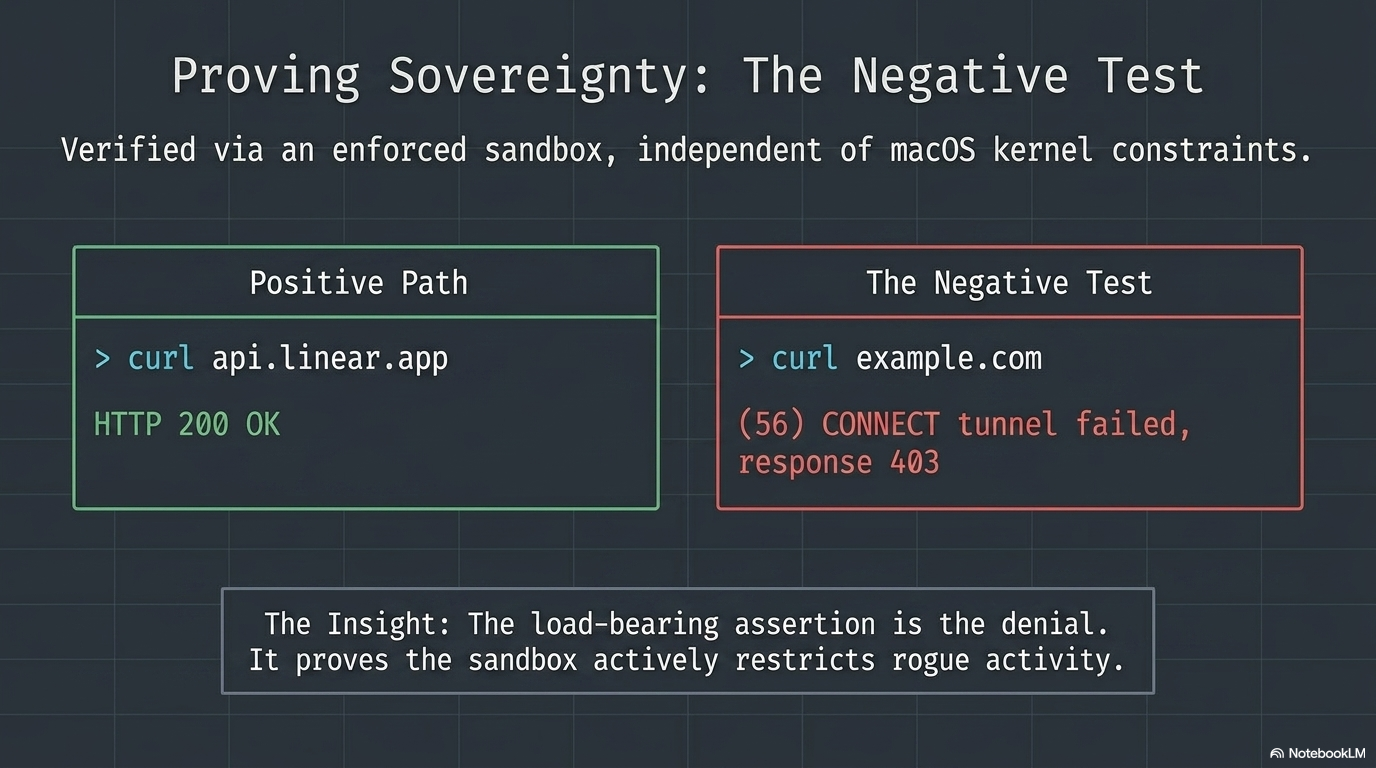 Proving Sovereignty: The Negative Test
Verified via an enforced sandbox, independent of macOS kernel constraints.
Positive Path
> curl api.linear.app
HTTP 200 OK
The Negative Test
> curl example.com
(56) CONNECT tunnel failed,
response 403
The Insight: The load-bearing assertion is the denial.
It proves the sandbox actively restricts rogue activity.
NotebookLM